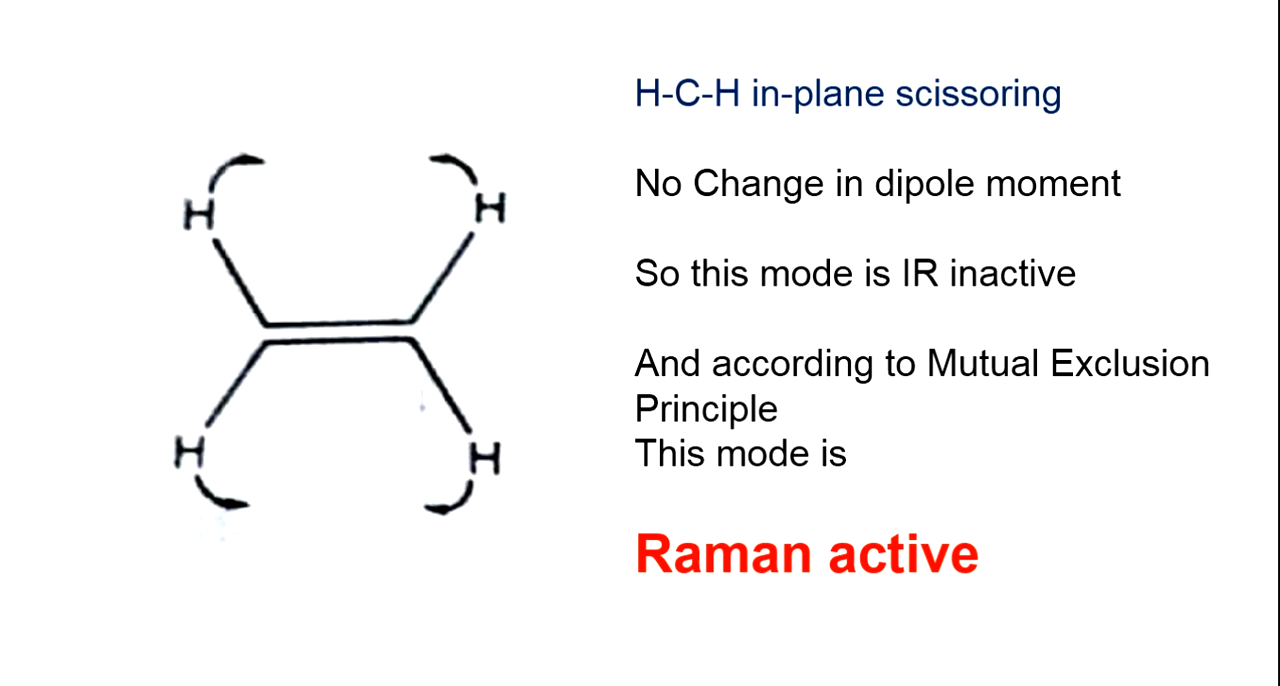 H-C-H in-plane scissoring
H
H
No Change in dipole moment
So this mode is IR inactive
And according to Mutual Exclusion
Principle
This mode is
H
H
Raman active